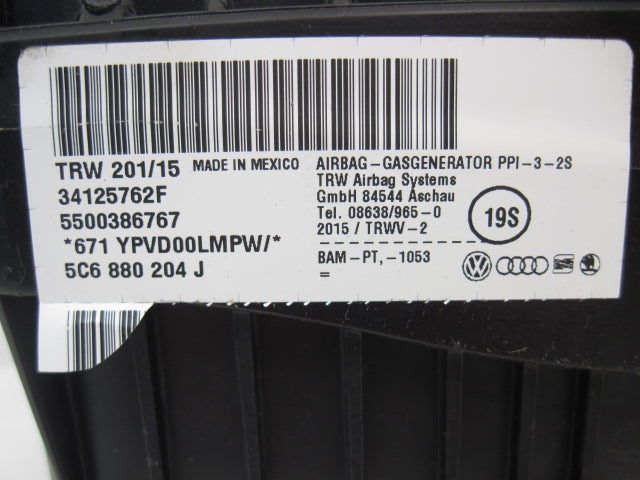 TRW 201/15 MADE IN MEXICO
34125762F
5500386767
*671 YPVD00LMPW/*
5C6 880 204 J
AIRBAG-GASGENERATOR PPI-3-2S
TRW Airbag Systems
GmbH 84544 Aschau
Tel. 08638/965-0
2015 / TRWV-2
19S
BAM-PT,-1053
=